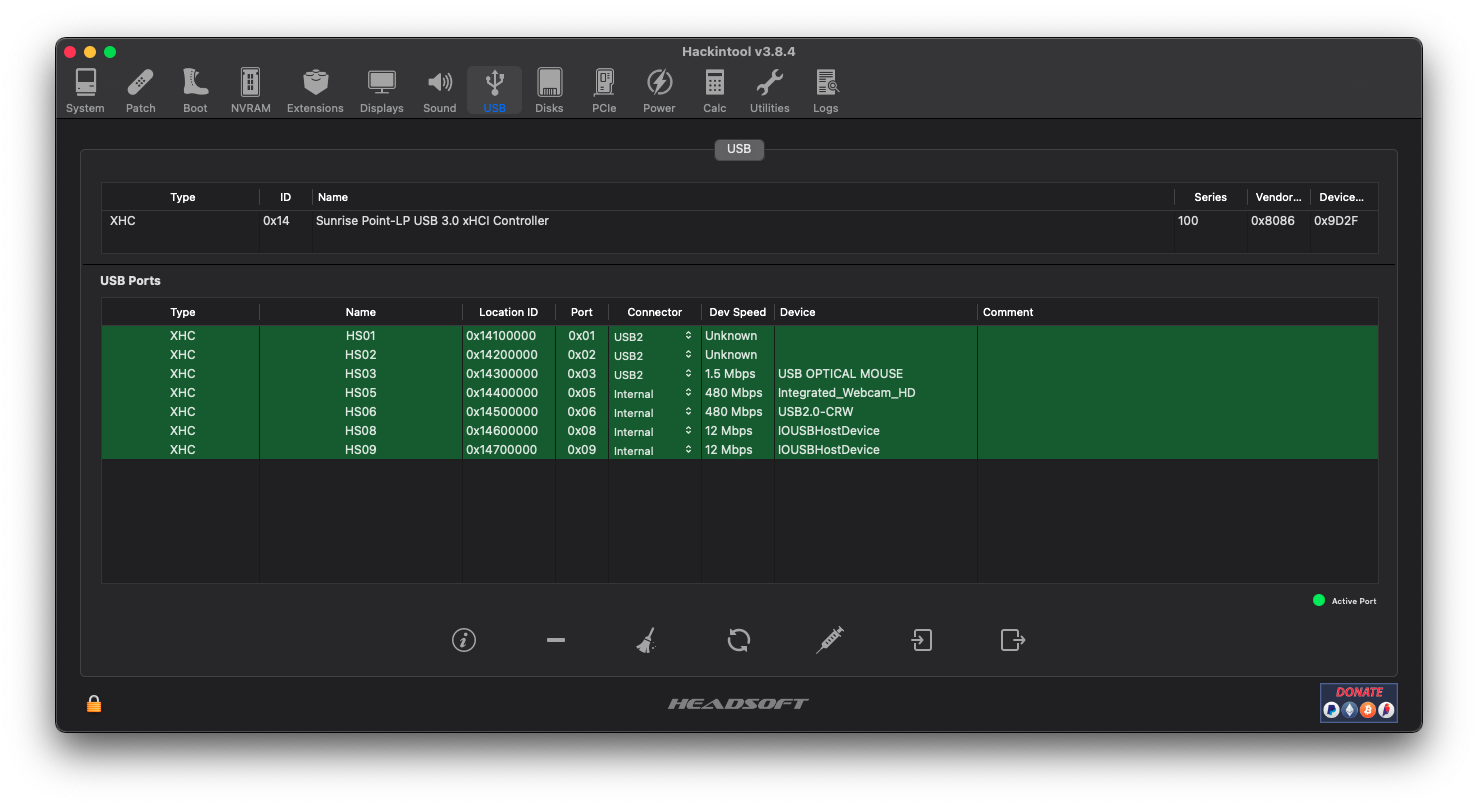 Hackintool v3.8.4
System Patch Boot NVRAM Extensions Displays Sound USB Disks PCIe Power Calc Utilities Logs
USB
Type ID Name Series Vendor... Device...
XHC 0x14 Sunrise Point-LP USB 3.0 xHCI Controller 100 0x8086 0x9D2F
USB Ports
Type Name Location ID Port Connector Dev Speed Device Comment
XHC HS01 0x14100000 0x01 USB2 Unknown
XHC HS02 0x14200000 0x02 USB2 Unknown
XHC HS03 0x14300000 0x03 USB2 1.5 Mbps USB OPTICAL MOUSE
XHC HS05 0x14400000 0x05 Internal 480 Mbps Integrated_Webcam_HD
XHC HS06 0x14500000 0x06 Internal 480 Mbps USB2.0-CRW
XHC HS08 0x14600000 0x08 Internal 12 Mbps IOUSBHostDevice
XHC HS09 0x14700000 0x09 Internal 12 Mbps IOUSBHostDevice
Active Port
HEADSOFT
DONATE